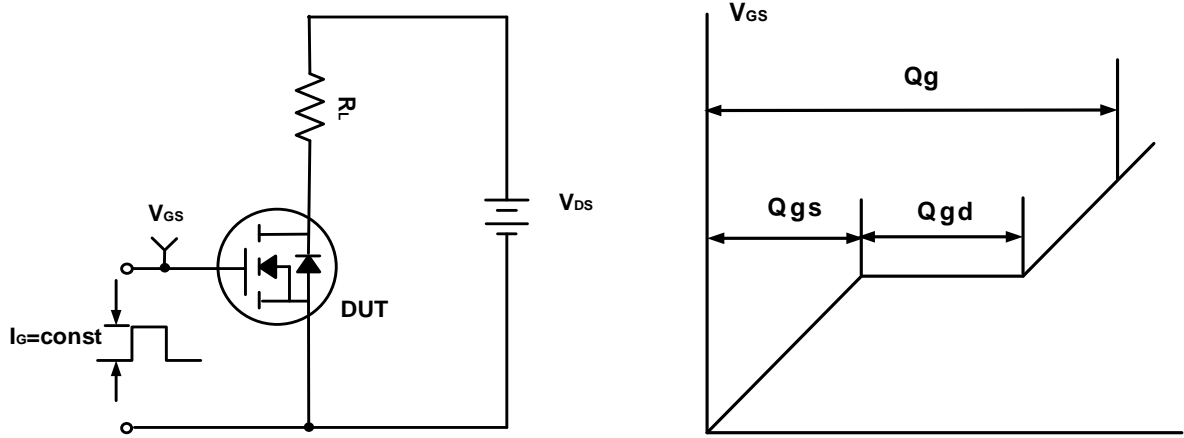 RL
VDS
VGS
DUT
IG=const
VGS
Qg
Qgs
Qgd